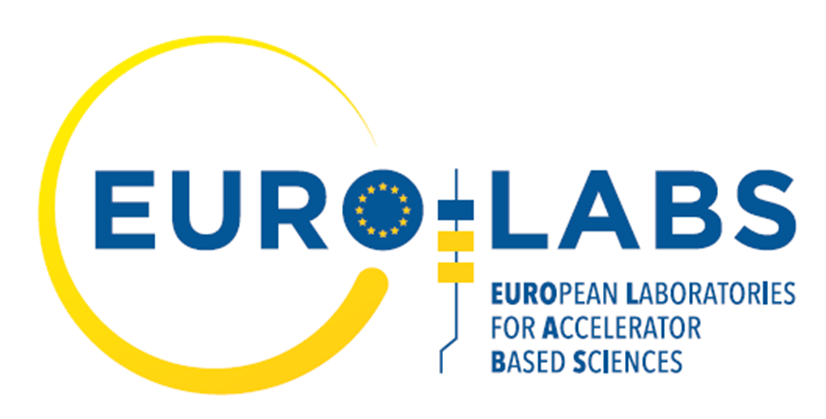 EURO-LABS
EUROPEAN LABORATORIES
FOR ACCELERATOR
BASED SCIENCES